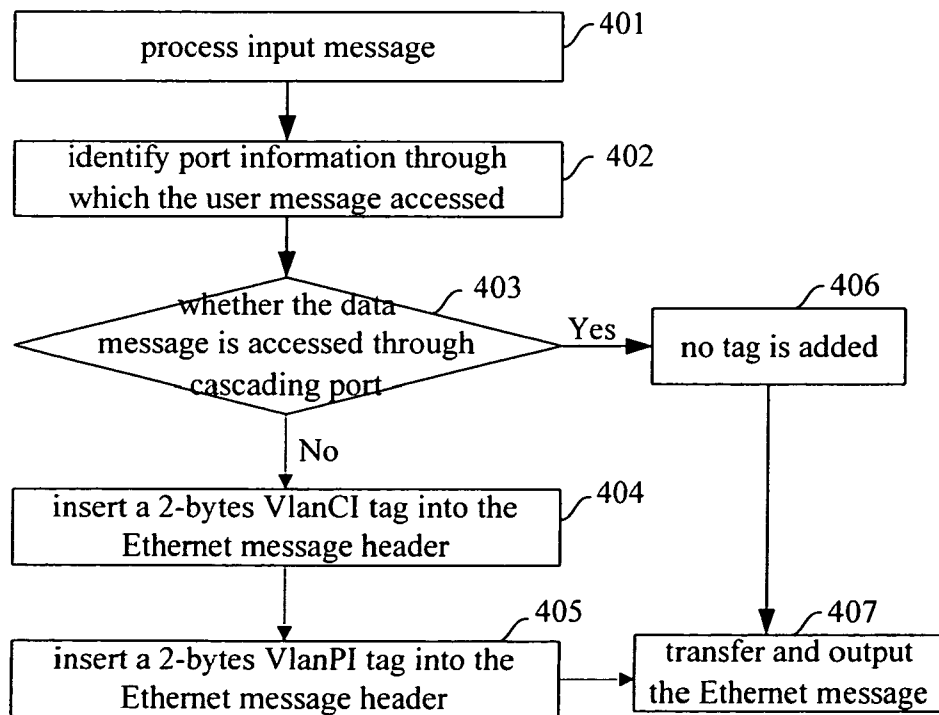 401
process input message
402
identify port information through
which the user message accessed
403
whether the data
message is accessed through
cascading port
Yes
406
no tag is added
No
404
insert a 2-bytes VlanCI tag into the
Ethernet message header
405
insert a 2-bytes VlanPI tag into the
Ethernet message header
407
transfer and output
the Ethernet message